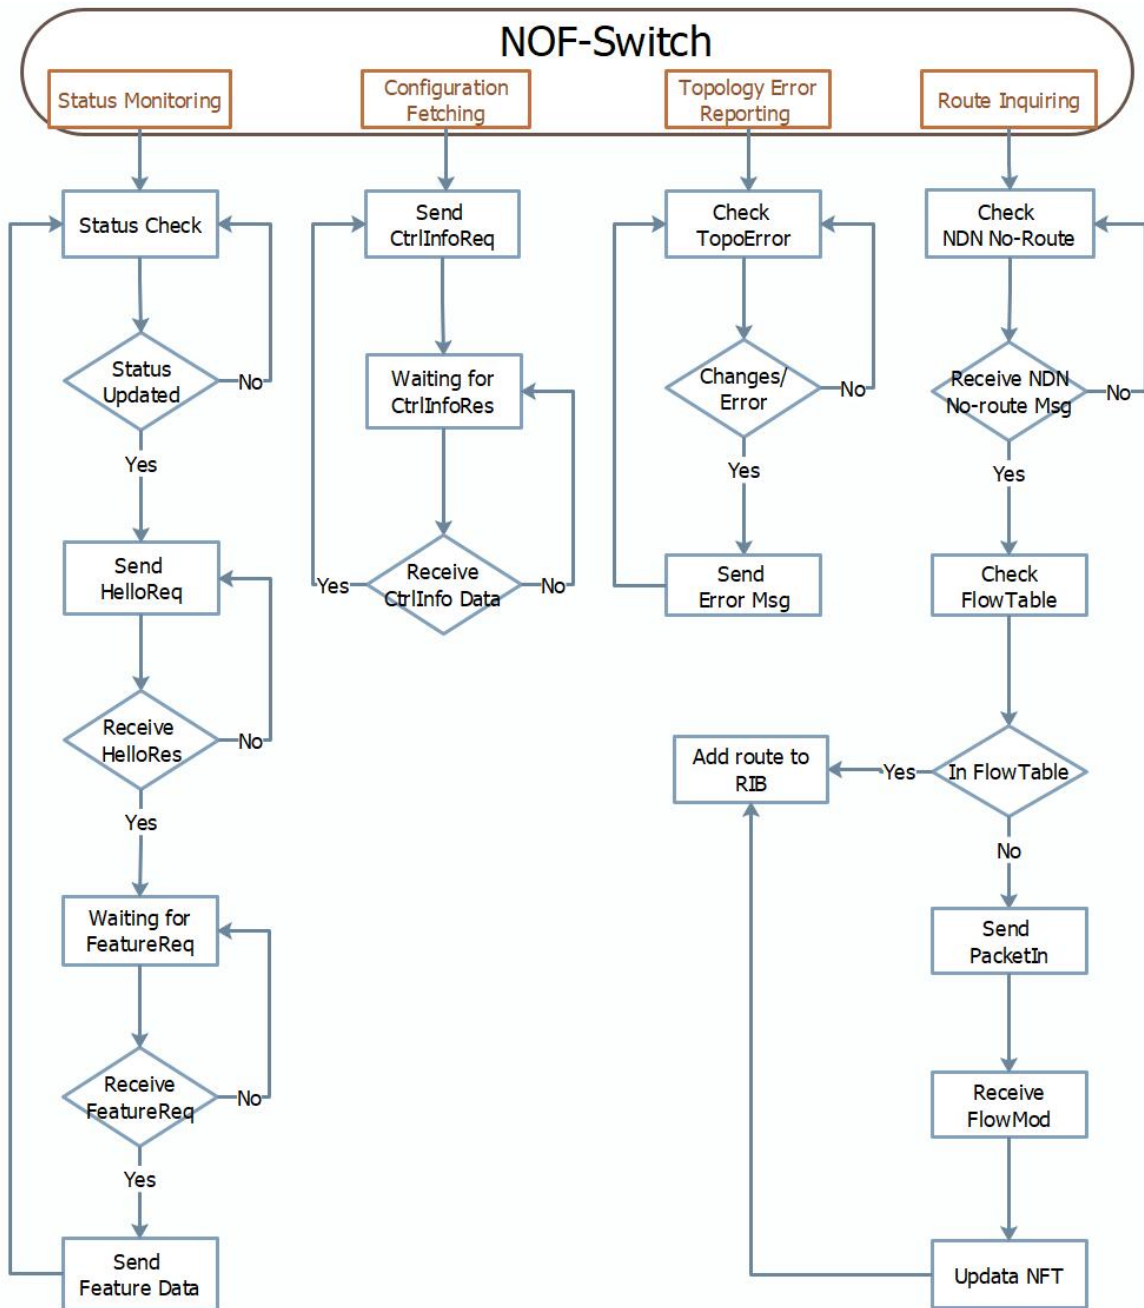 NOF-Switch
Status Monitoring
Configuration
Fetching
Topology Error
Reporting
Route Inquiring
Status Check
Status
Updated
No
Yes
Send
HelloReq
Receive
HelloRes
No
Yes
Waiting for
FeatureReq
Receive
FeatureReq
No
Yes
Send
Feature Data
Send
CtrlInfoReq
Waiting for
CtrlInfoRes
Receive
CtrlInfo Data
Yes
No
Check
TopoError
Changes/
Error
No
Yes
Send
Error Msg
Check
NDN No-Route
Receive NDN
No-route Msg
No
Yes
Check
FlowTable
In FlowTable
Yes
Add route to
RIB
No
Send
PacketIn
Receive
FlowMod
Updata NFT